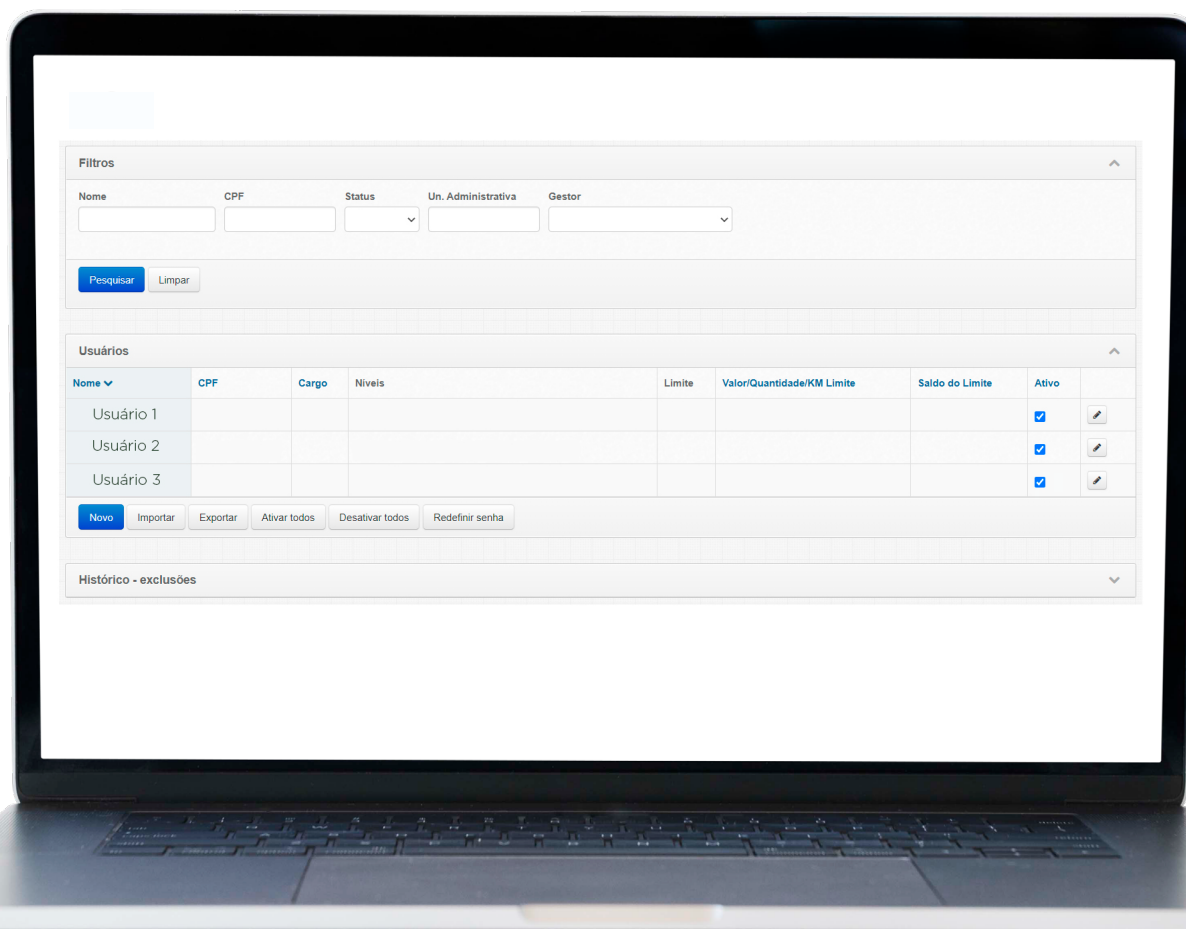 Filtros
Nome CPF Status Un. Administrativa Gestor
Pesquisar Limpar
Usuários
Nome CPF Cargo Níveis Limite Valor/Quantidade/KM Limite Saldo do Limite Ativo
Usuário 1
Usuário 2
Usuário 3
Novo Importar Exportar Ativar todos Desativar todos Redefinir senha
Histórico - exclusões